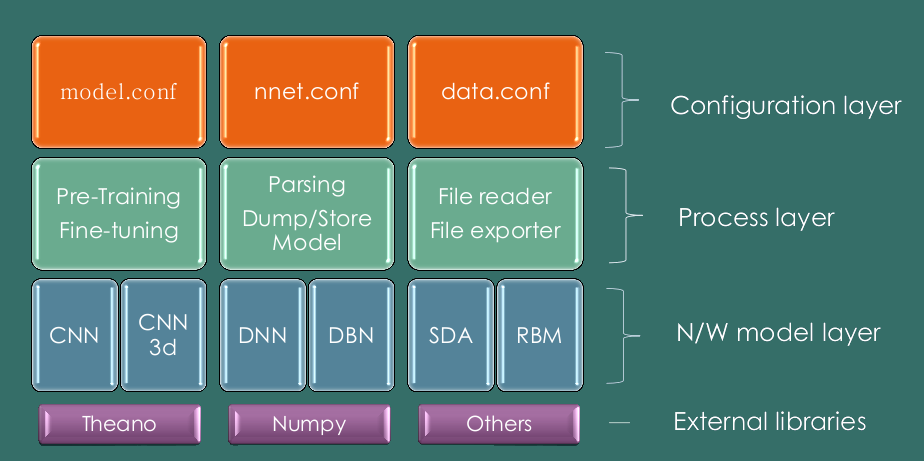 model.conf
nnet.conf
data.conf
Configuration layer
Pre-Training
Fine-tuning
Parsing
Dump/Store
Model
File reader
File exporter
Process layer
CNN
CNN
3d
DNN
DBN
SDA
RBM
N/W model layer
Theano
Numpy
Others
External libraries